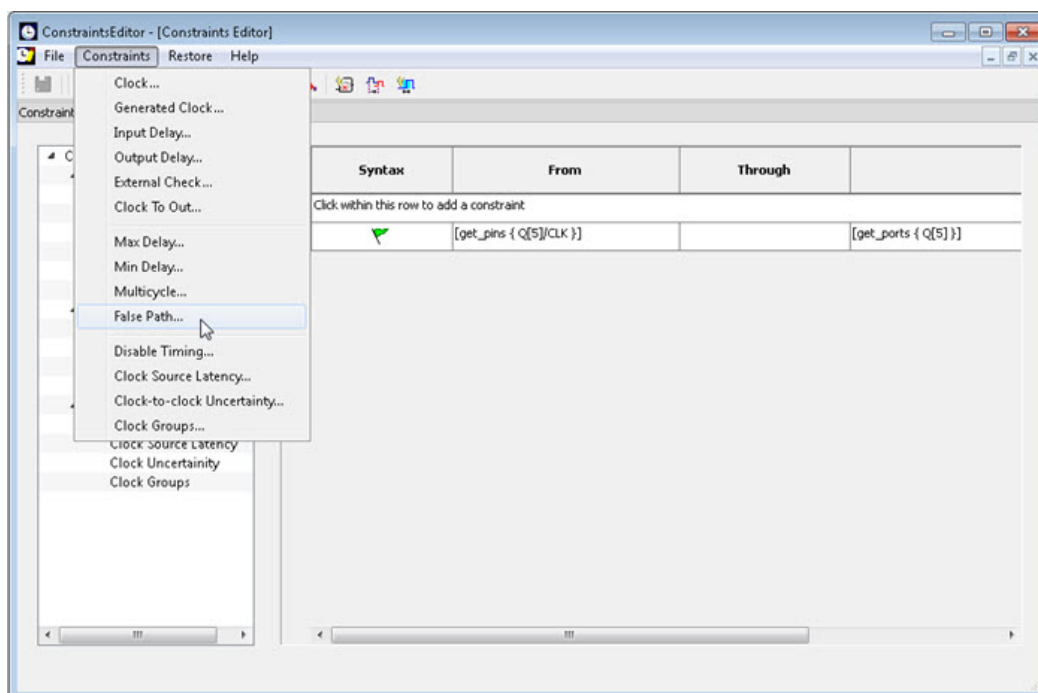 ConstraintsEditor - [Constraints Editor]
File Constraints Restore Help
Constraint
Clock...
Generated Clock...
Input Delay...
Output Delay...
External Check...
Clock To Out...
Max Delay...
Min Delay...
Multicycle...
False Path...
Disable Timing...
Clock Source Latency...
Clock-to-clock Uncertainty...
Clock Groups...
Clock Source Latency
Clock Uncertainity
Clock Groups
Syntax From Through
Click within this row to add a constraint
[get_pins { Q[5]/CLK }] [get_ports { Q[5] }]